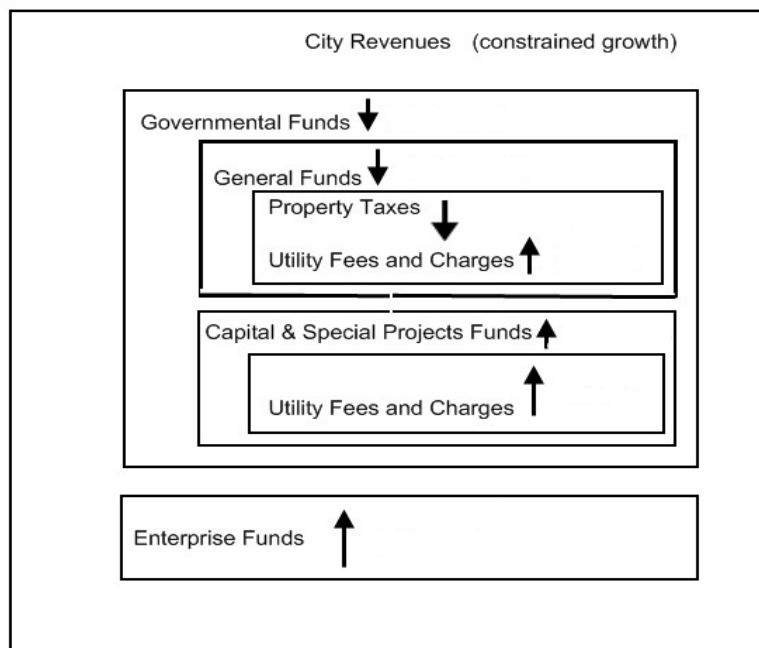 City Revenues (constrained growth)
Governmental Funds
General Funds
Property Taxes
Utility Fees and Charges
Capital & Special Projects Funds
Utility Fees and Charges
Enterprise Funds